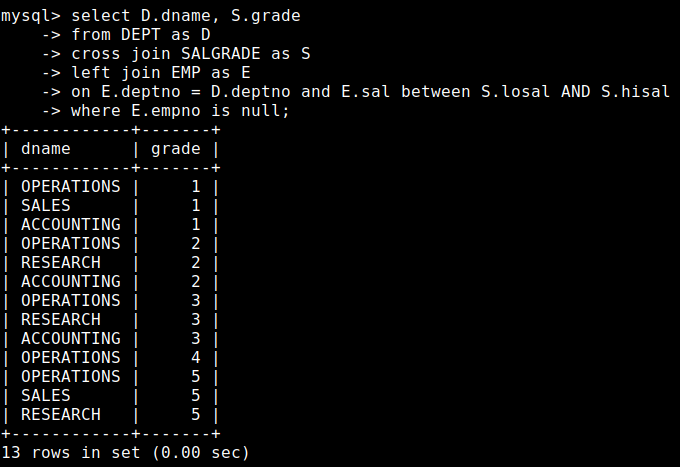 mysql> select D.dname, S.grade
    -> from DEPT as D
    -> cross join SALGRADE as S
    -> left join EMP as E
    -> on E.deptno = D.deptno and E.sal between S.losal AND S.hisal
    -> where E.empno is null;
+------------+-------+
| dname      | grade |
+------------+-------+
| OPERATIONS |     1 |
| SALES      |     1 |
| ACCOUNTING |     1 |
| OPERATIONS |     2 |
| RESEARCH   |     2 |
| ACCOUNTING |     2 |
| OPERATIONS |     3 |
| RESEARCH   |     3 |
| ACCOUNTING |     3 |
| OPERATIONS |     4 |
| OPERATIONS |     5 |
| SALES      |     5 |
| RESEARCH   |     5 |
+------------+-------+
13 rows in set (0.00 sec)